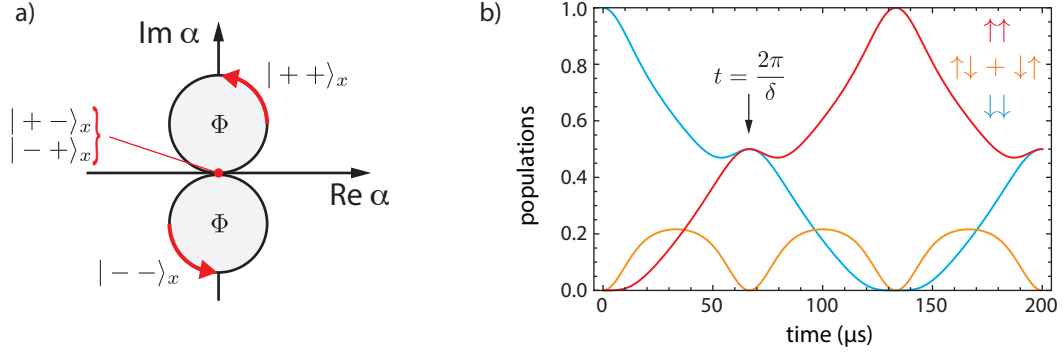 a)
Im α
| + + ⟩ₓ
Φ
| + − ⟩ₓ
| − + ⟩ₓ
Re α
Φ
| − − ⟩ₓ
b)
1.0
0.8
0.6
0.4
0.2
0.0
populations
t = 2π/δ
↑↑
↑↓ + ↓↑
↓↓
0 50 100 150 200
time (µs)